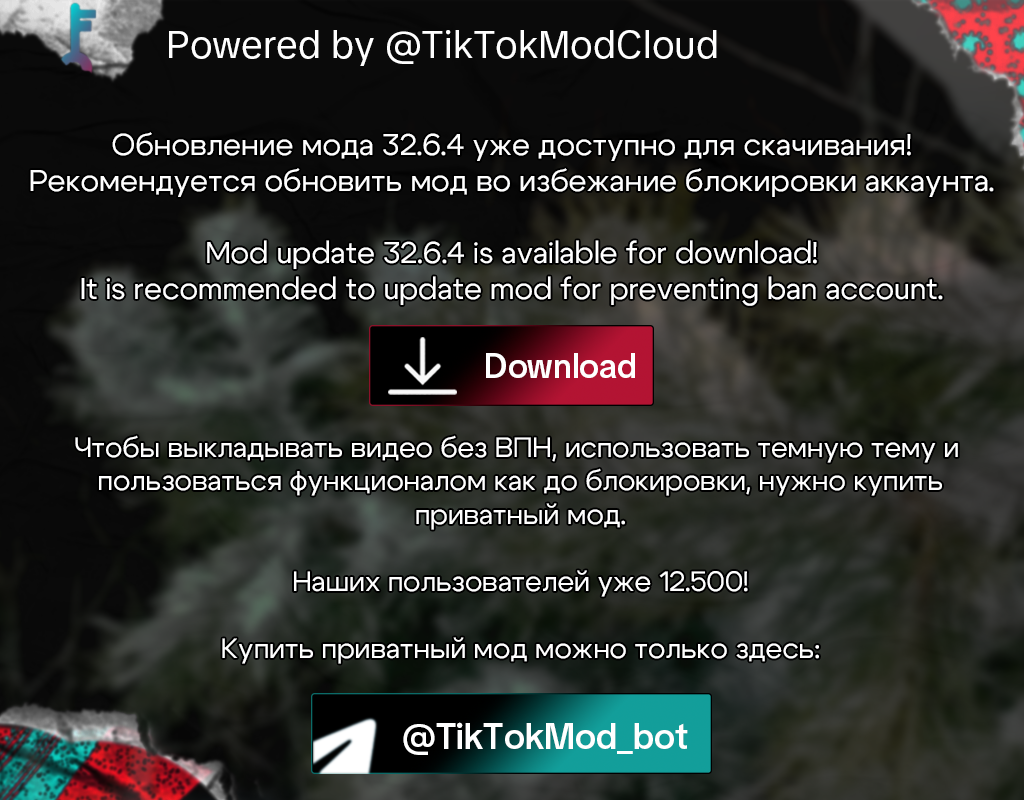 Powered by @TikTokModCloud
Обновление мода 32.6.4 уже доступно для скачивания!
Рекомендуется обновить мод во избежание блокировки аккаунта.
Mod update 32.6.4 is available for download!
It is recommended to update mod for preventing ban account.
Download
Чтобы выкладывать видео без ВПН, использовать темную тему и
пользоваться функционалом как до блокировки, нужно купить
приватный мод.
Наших пользователей уже 12.500!
Купить приватный мод можно только здесь:
@TikTokMod_bot